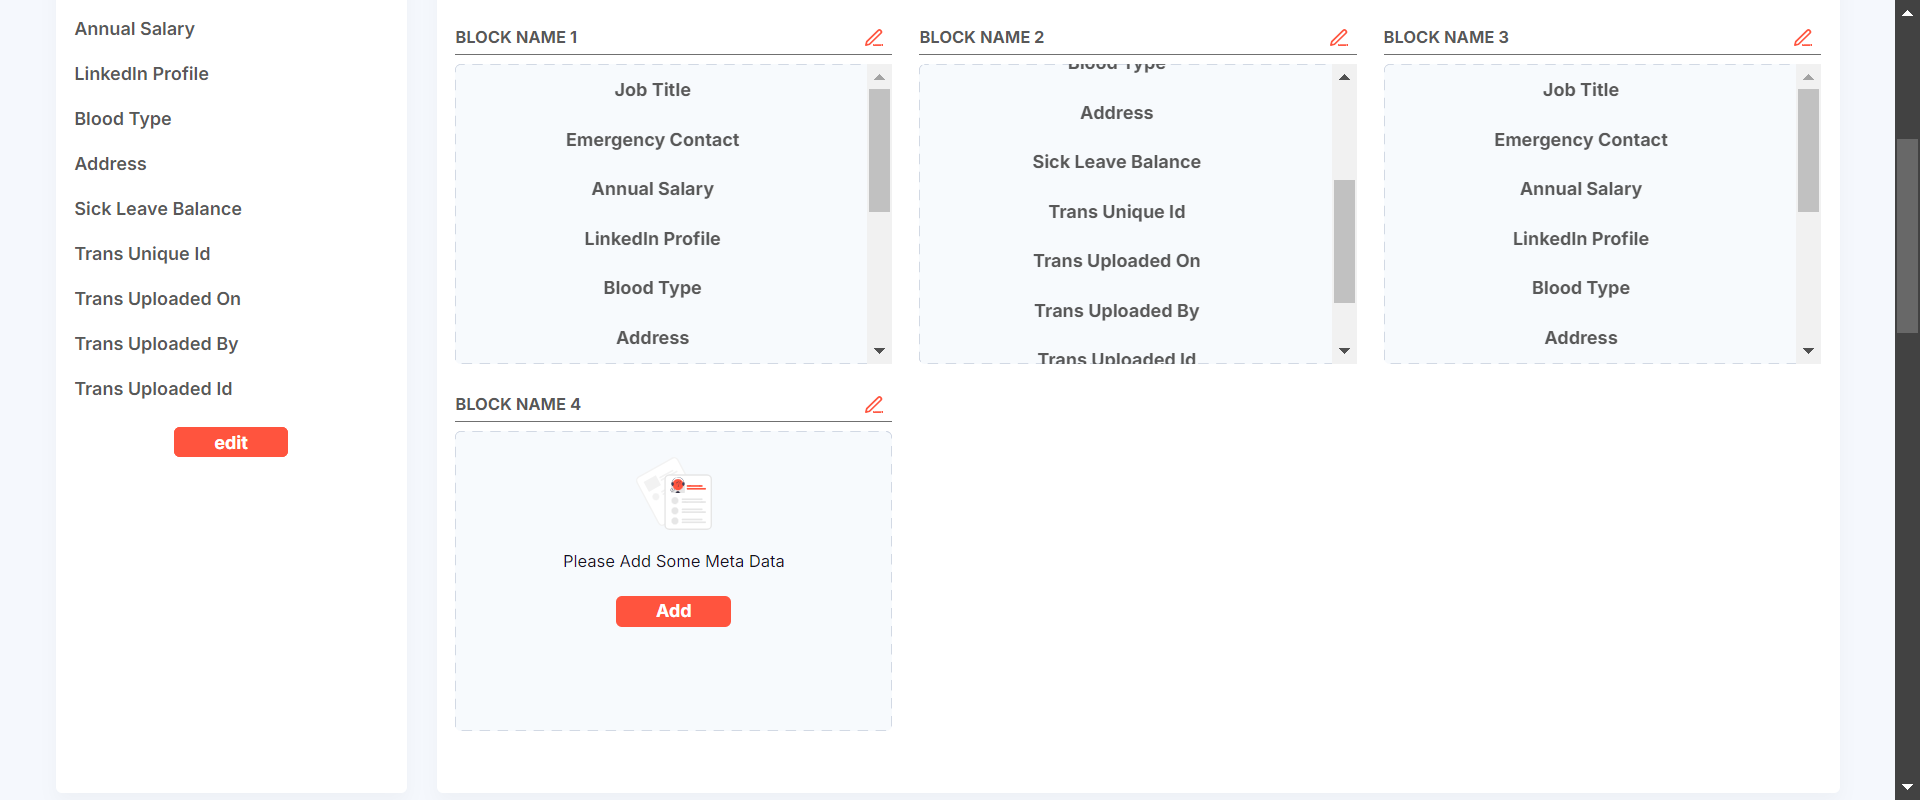 Annual Salary
LinkedIn Profile
Blood Type
Address
Sick Leave Balance
Trans Unique Id
Trans Uploaded On
Trans Uploaded By
Trans Uploaded Id
edit
BLOCK NAME 1
Job Title
Emergency Contact
Annual Salary
LinkedIn Profile
Blood Type
Address
BLOCK NAME 2
Blood Type
Address
Sick Leave Balance
Trans Unique Id
Trans Uploaded On
Trans Uploaded By
Trans Uploaded Id
BLOCK NAME 3
Job Title
Emergency Contact
Annual Salary
LinkedIn Profile
Blood Type
Address
BLOCK NAME 4
Please Add Some Meta Data
Add